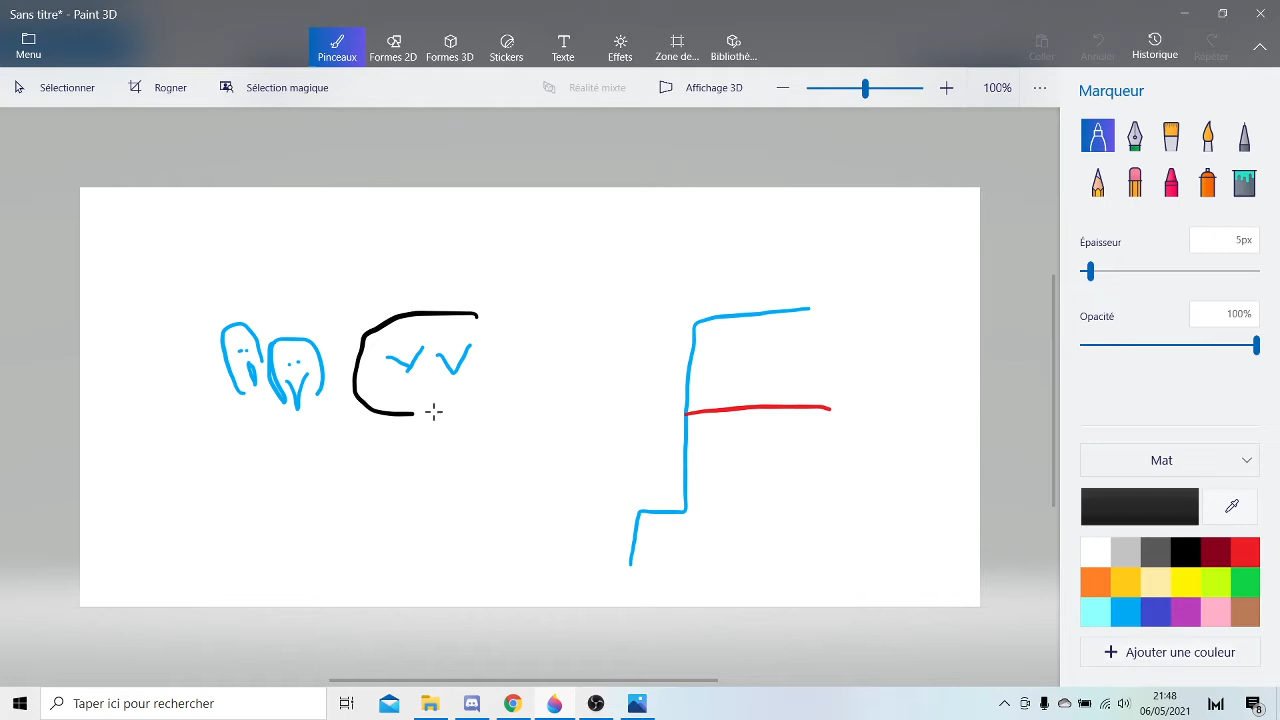 Sans titre* - Paint 3D
Menu
Pinceaux
Formes 2D
Formes 3D
Stickers
Texte
Effets
Zone de...
Bibliothè...
Coller
Annuler
Historique
Répéter
Sélectionner
Rogner
Sélection magique
Réalité mixte
Affichage 3D
100%
Marqueur
Épaisseur
5px
Opacité
100%
Mat
Ajouter une couleur
Taper ici pour rechercher
21:48
06/05/2021
8